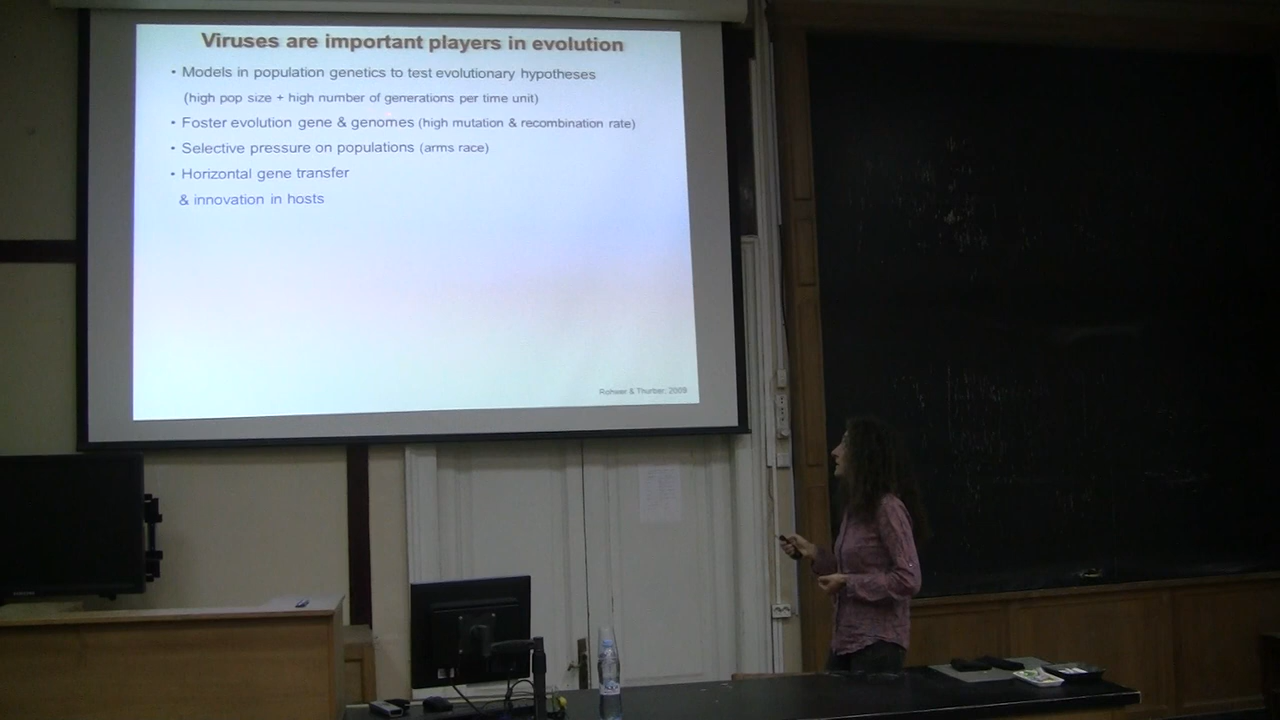 Viruses are important players in evolution
• Models in population genetics to test evolutionary hypotheses
(high pop size + high number of generations per time unit)
• Foster evolution gene & genomes (high mutation & recombination rate)
• Selective pressure on populations (arms race)
• Horizontal gene transfer
& innovation in hosts
Rohwer & Thurber, 2009